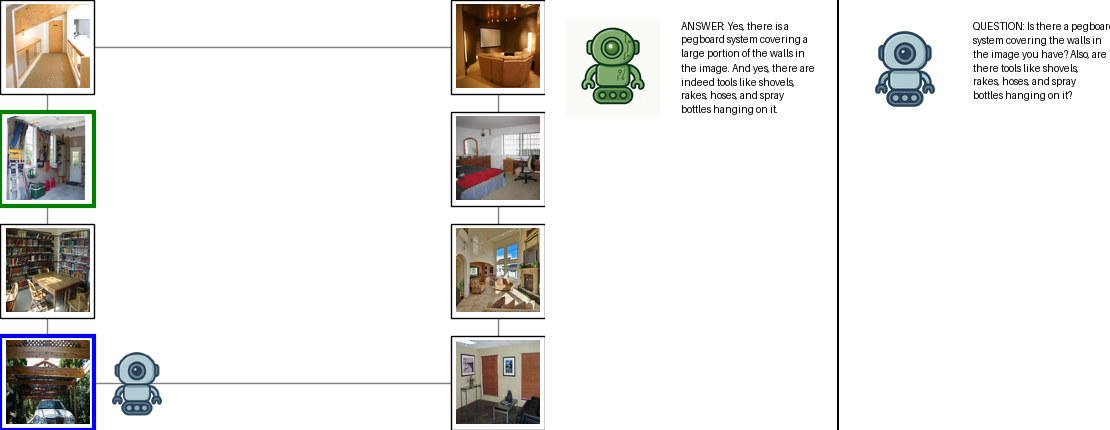 ANSWER: Yes, there is a
pegboard system covering a
large portion of the walls in
the image. And yes, there are
indeed tools like shovels,
rakes, hoses, and spray
bottles hanging on it.
QUESTION: Is there a pegboar
system covering the walls in
the image you have? Also, are
there tools like shovels,
rakes, hoses, and spray
bottles hanging on it?